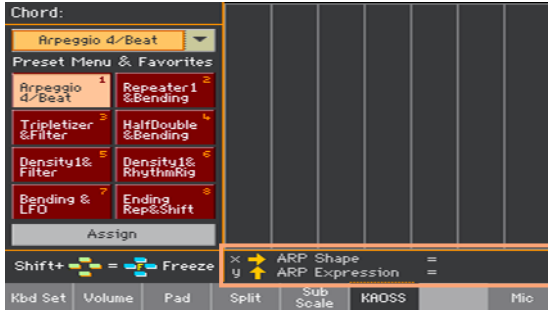 Chord:
Arpeggio 4/Beat
Preset Menu & Favorites
Arpeggio 4/Beat 1
Repeater1 &Bending 2
Tripletizer &Filter 3
HalfDouble &Bending 4
Density1& Filter 5
Density1& RhythmRig 6
Bending & LFO 7
Ending Rep&Shift 8
Assign
Shift+ = F Freeze
x ARP Shape =
y ARP Expression =
Kbd Set Volume Pad Split Sub Scale KAOSS Mic